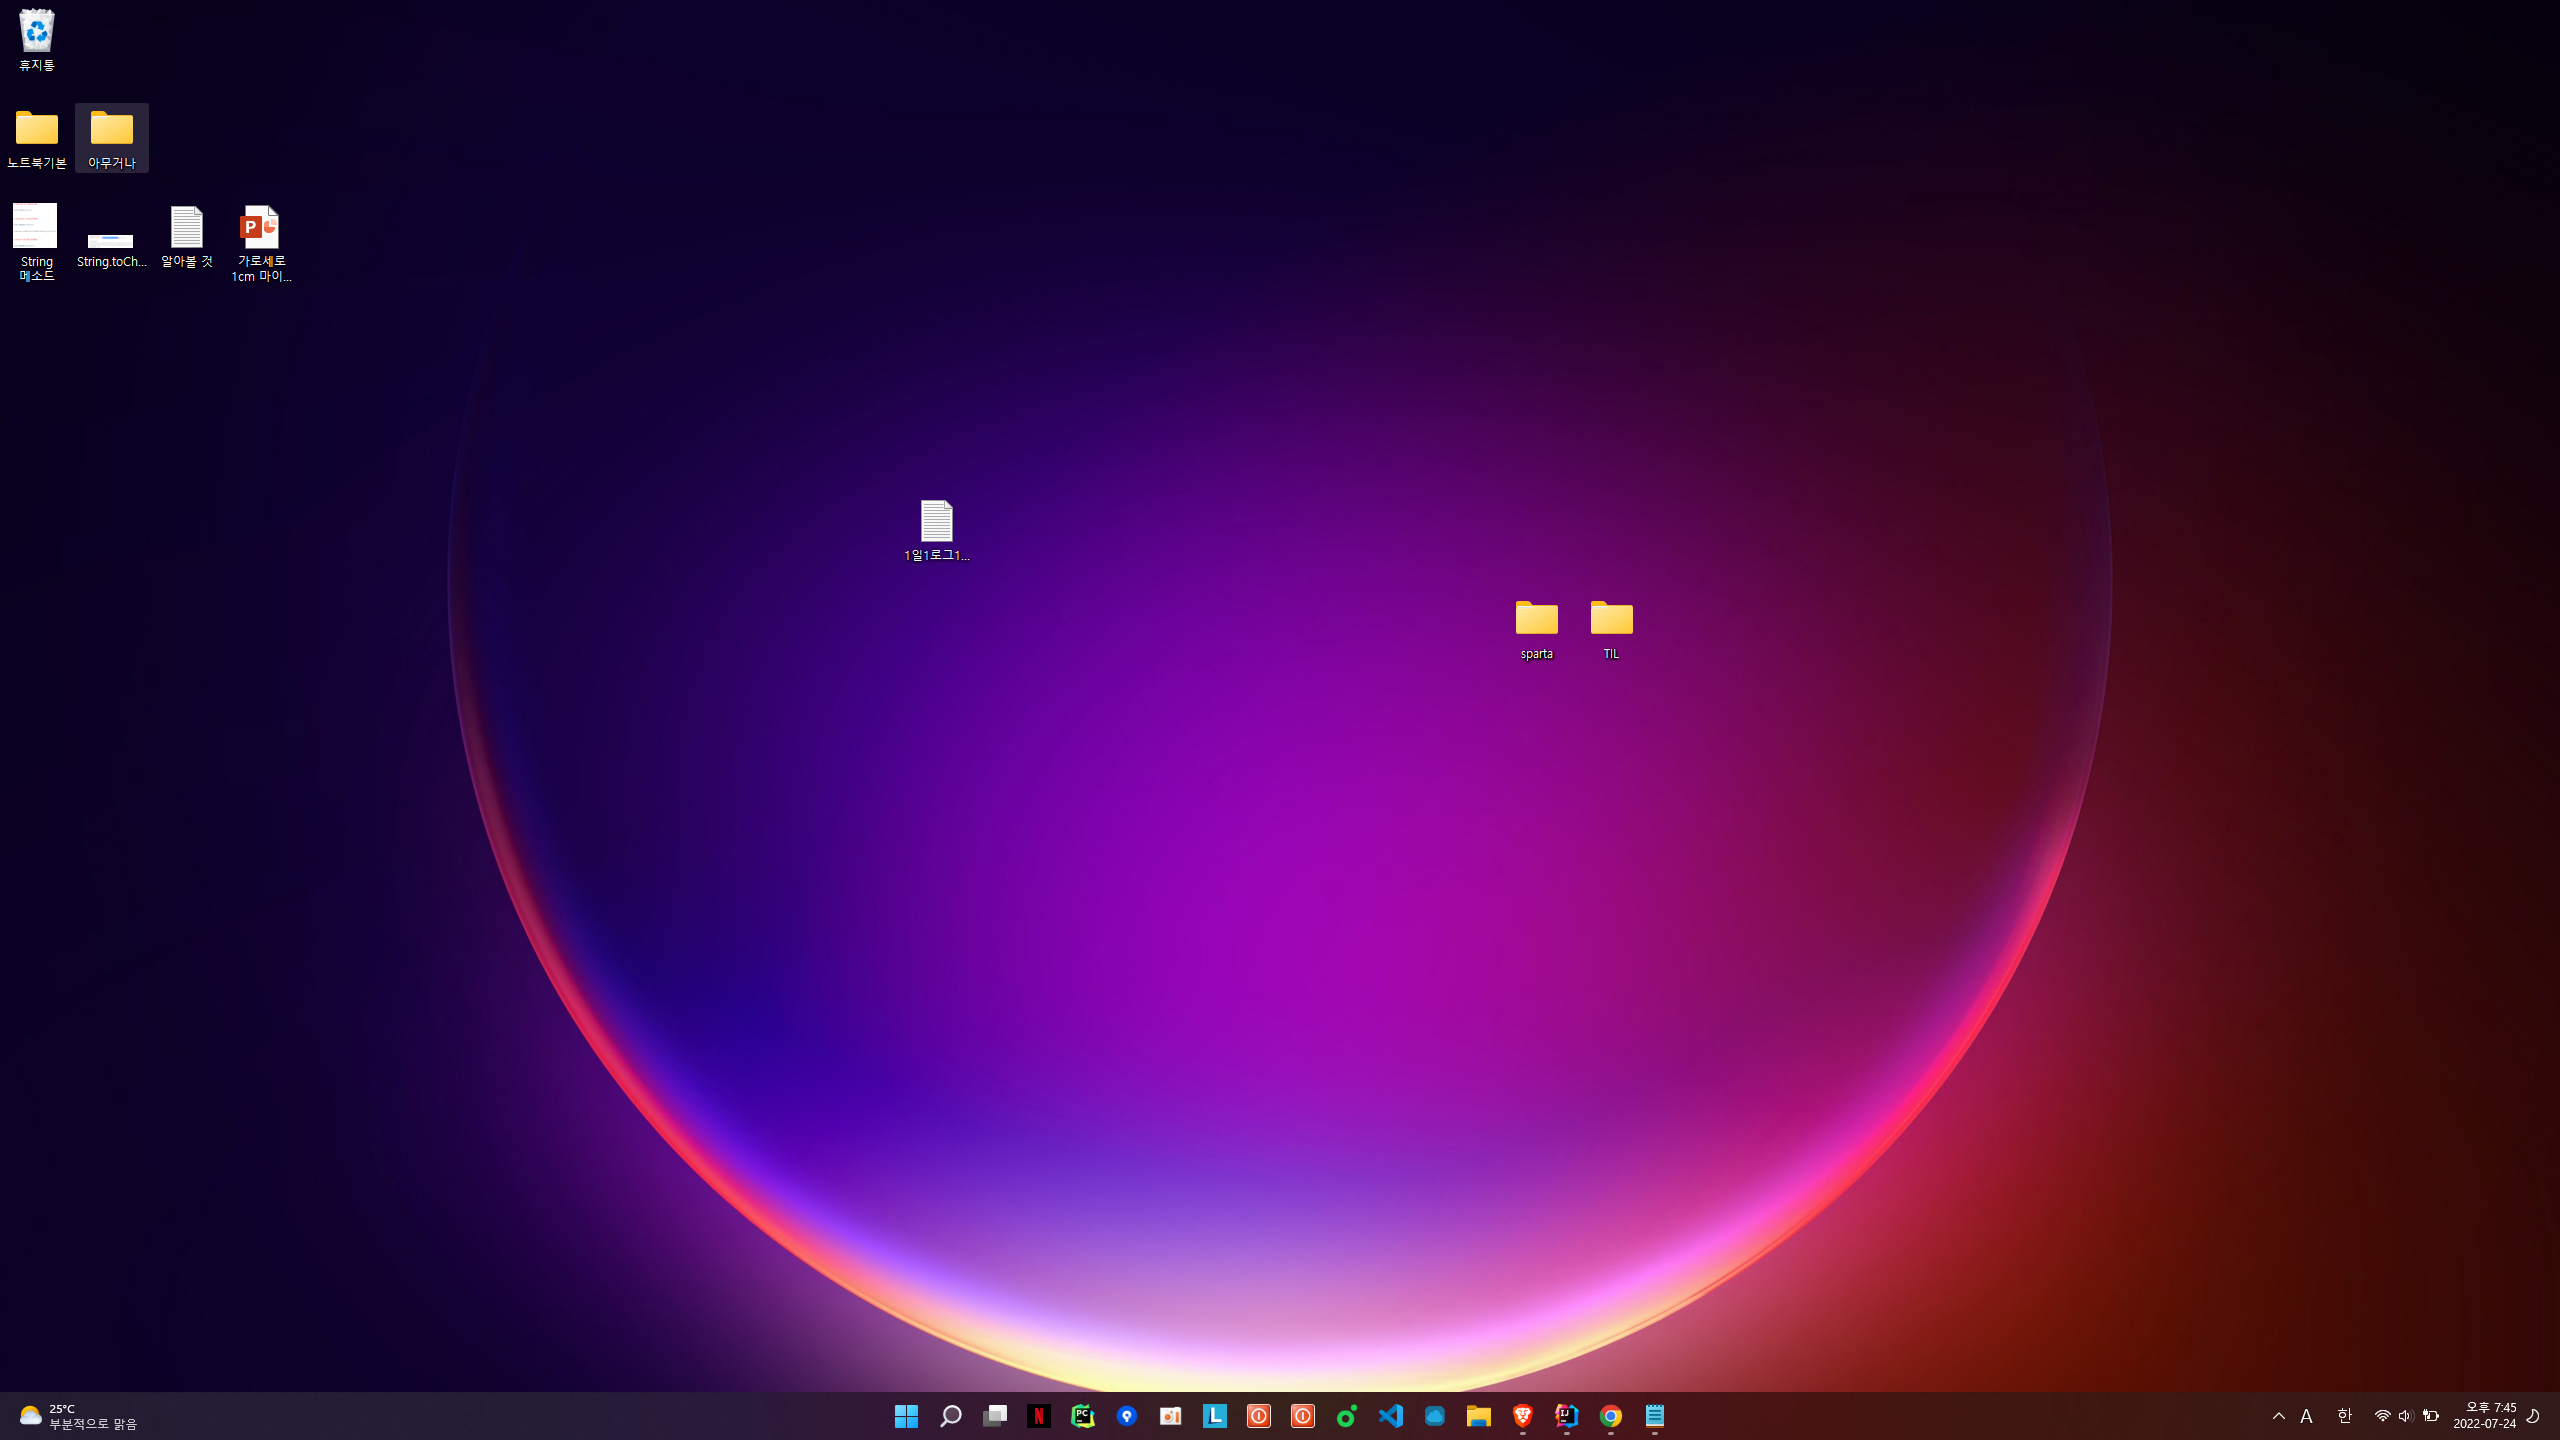 휴지통
노트북기본
아무거나
String
메소드
String.toCh...
알아볼 것
가로세로
1cm 마이...
1일1로그1...
sparta
TIL
25°C
부분적으로 맑음
A
한
오후 7:45
2022-07-24